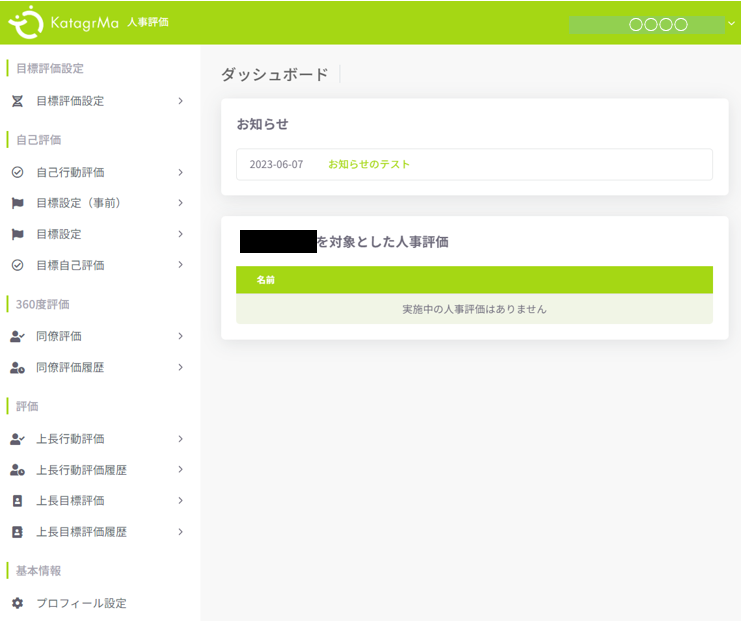 KatagrMa 人事評価
〇〇〇〇
目標評価設定
目標評価設定
自己評価
自己行動評価
目標設定（事前）
目標設定
目標自己評価
360度評価
同僚評価
同僚評価履歴
評価
上長行動評価
上長行動評価履歴
上長目標評価
上長目標評価履歴
基本情報
プロフィール設定
ダッシュボード
お知らせ
2023-06-07 お知らせのテスト
を対象とした人事評価
名前
実施中の人事評価はありません